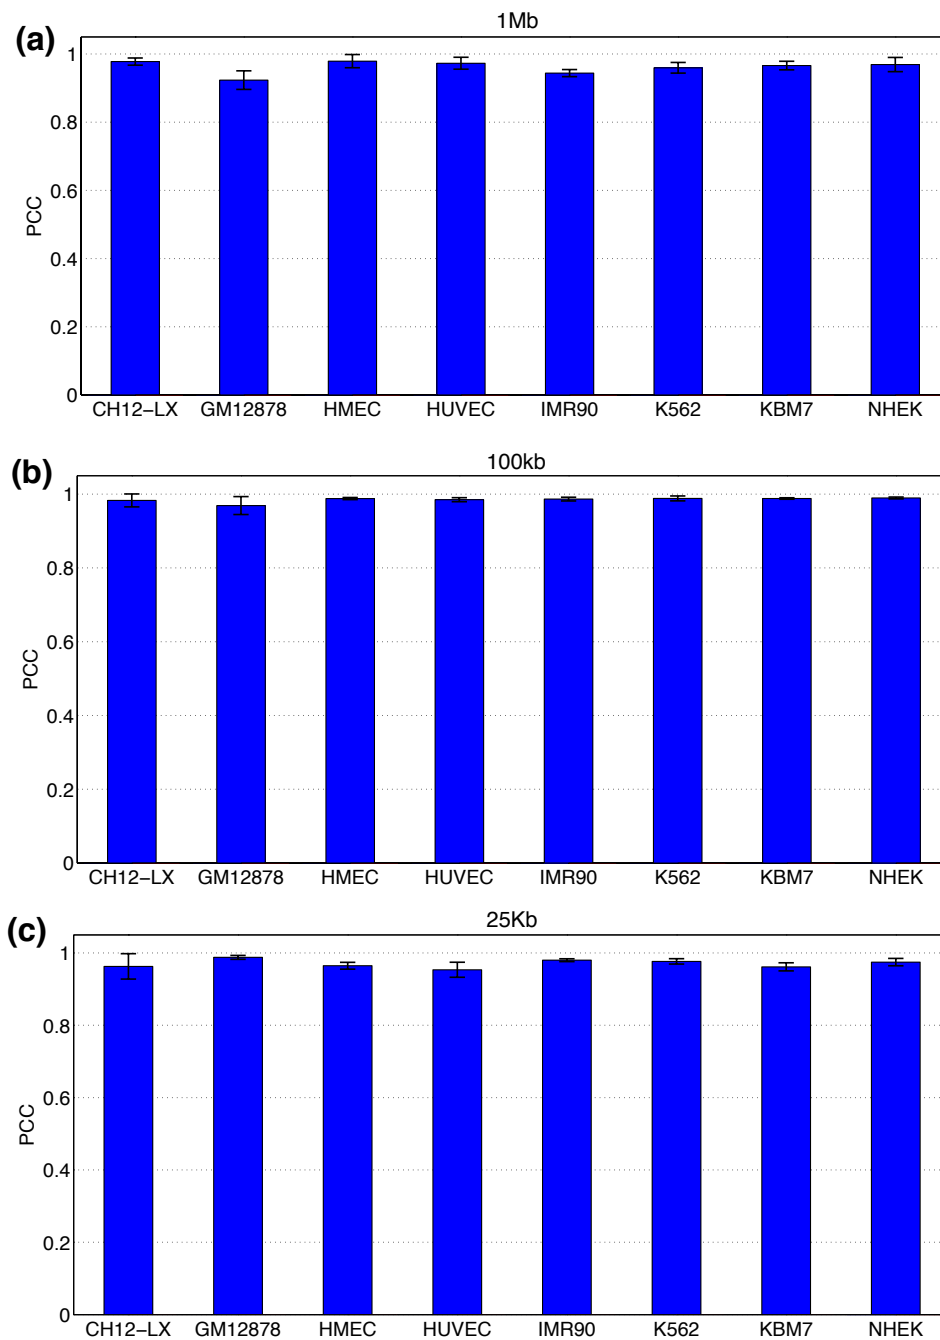 (a)
1Mb
1
0.8
0.6
0.4
0.2
0
PCC
CH12-LX GM12878 HMEC HUVEC IMR90 K562 KBM7 NHEK
(b)
100kb
1
0.8
0.6
0.4
0.2
0
PCC
CH12-LX GM12878 HMEC HUVEC IMR90 K562 KBM7 NHEK
(c)
25Kb
1
0.8
0.6
0.4
0.2
0
PCC
CH12-LX GM12878 HMEC HUVEC IMR90 K562 KBM7 NHEK